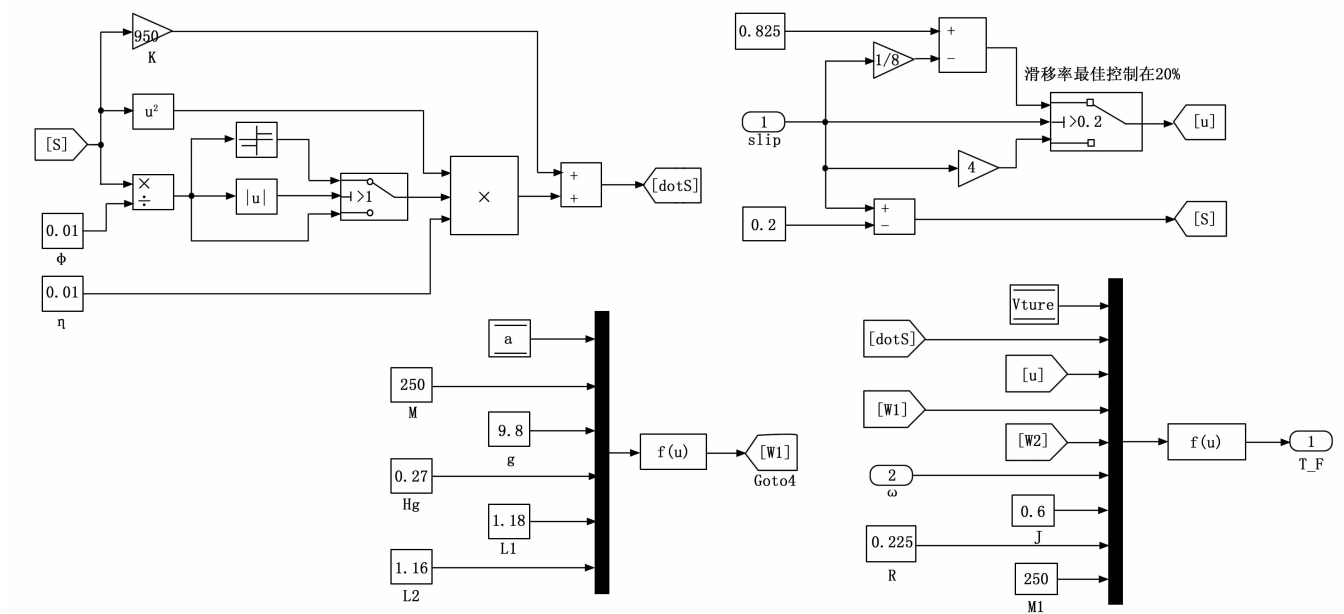 950
K
u²
[S]
×
÷
|u|
>1
×
+
+
[dotS]
0.01
φ
0.01
η
0.825
1/8
+
−
滑移率最佳控制在20%
>0.2
[u]
1
slip
4
0.2
+
−
[S]
a
250
M
9.8
g
0.27
Hg
1.18
L1
1.16
L2
f(u)
[W1]
Goto4
Vture
[dotS]
[u]
[W1]
[W2]
2
ω
0.6
J
0.225
R
250
M1
f(u)
1
T_F